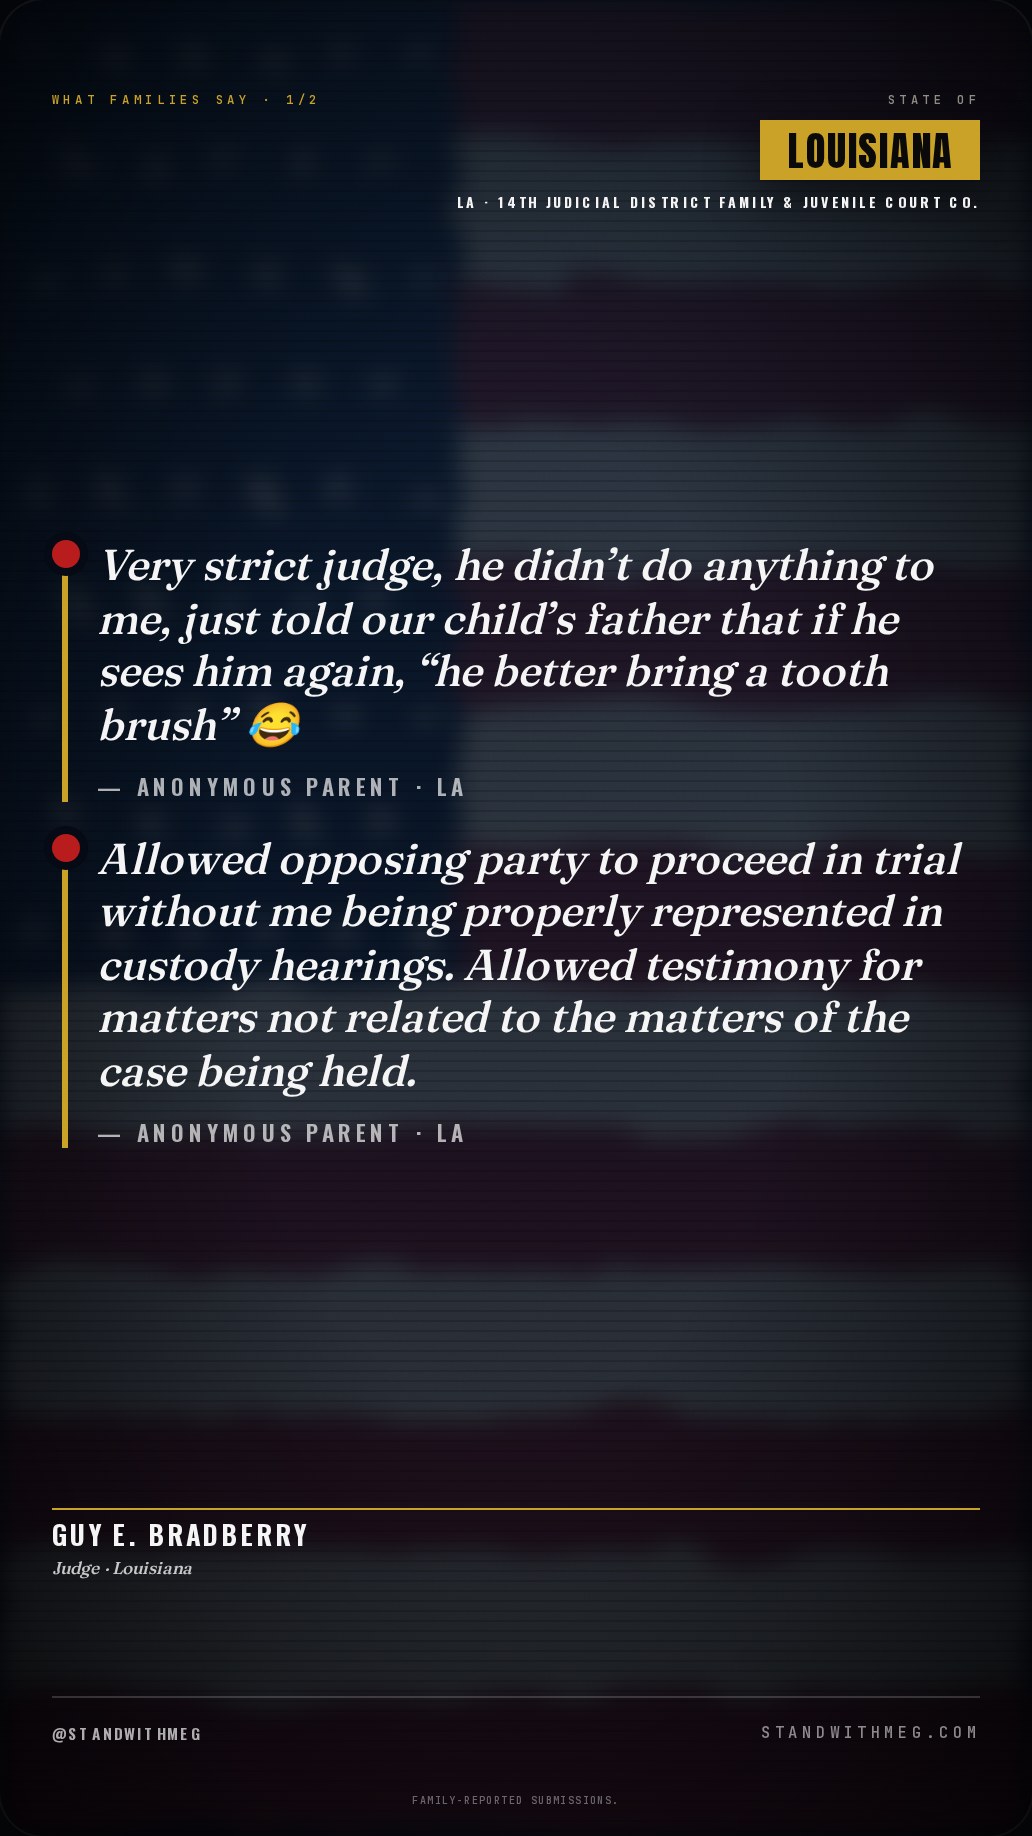 WHAT FAMILIES SAY · 1/2
STATE OF
LOUISIANA
LA · 14TH JUDICIAL DISTRICT FAMILY & JUVENILE COURT CO.
Very strict judge, he didn’t do anything to
me, just told our child’s father that if he
sees him again, “he better bring a tooth
brush” 😂
— ANONYMOUS PARENT · LA
Allowed opposing party to proceed in trial
without me being properly represented in
custody hearings. Allowed testimony for
matters not related to the matters of the
case being held.
— ANONYMOUS PARENT · LA
GUY E. BRADBERRY
Judge · Louisiana
@STANDWITHMEG
STANDWITHMEG.COM
FAMILY-REPORTED SUBMISSIONS.